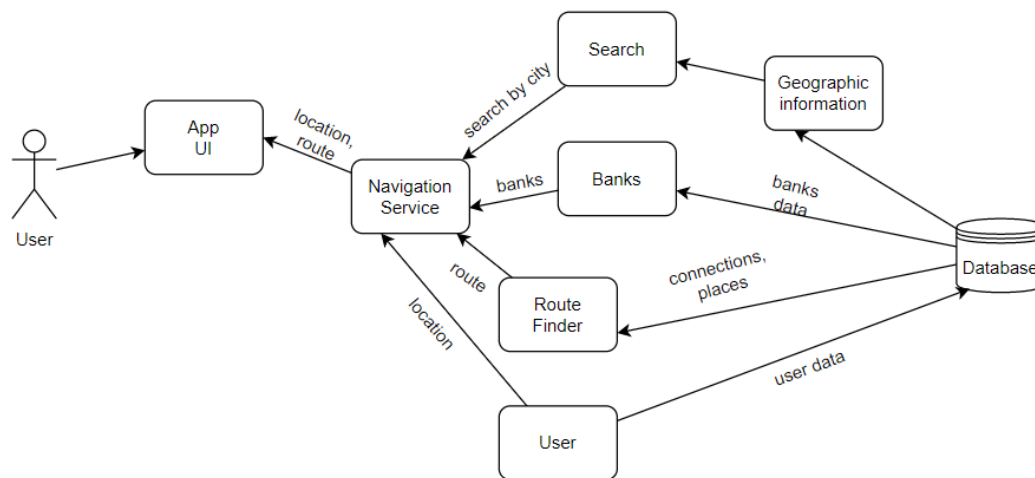 Search
Geographic
information
search by city
App
UI
location,
route
User
Navigation
Service
banks
Banks
banks
data
Database
route
connections,
places
location
Route
Finder
user data
User